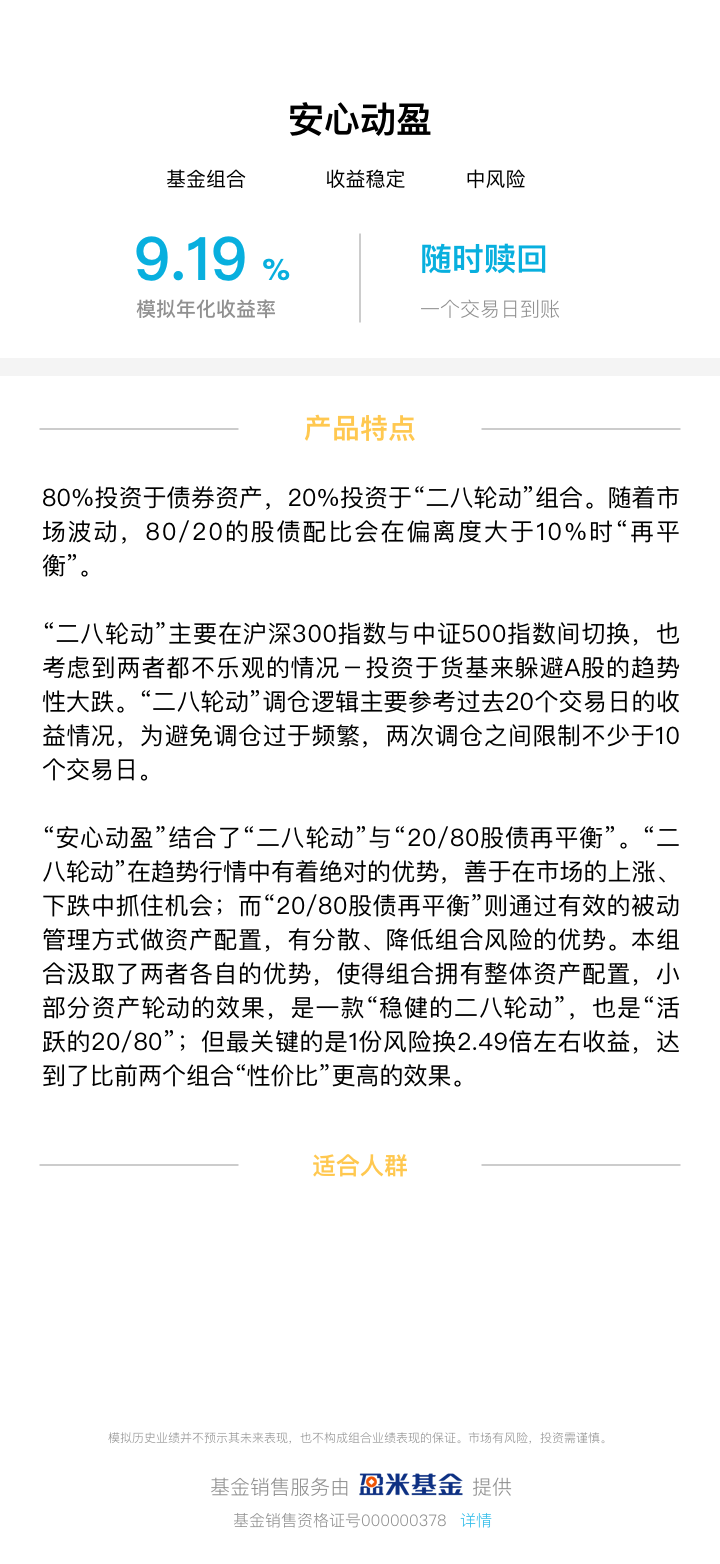 安心动盈
基金组合 收益稳定 中风险
9.19 % 随时赎回
模拟年化收益率 一个交易日到账
产品特点
80%投资于债券资产，20%投资于“二八轮动”组合。随着市
场波动，80/20的股债配比会在偏离度大于10%时“再平
衡”。
“二八轮动”主要在沪深300指数与中证500指数间切换，也
考虑到两者都不乐观的情况－投资于货基来躲避A股的趋势
性大跌。“二八轮动”调仓逻辑主要参考过去20个交易日的收
益情况，为避免调仓过于频繁，两次调仓之间限制不少于10
个交易日。
“安心动盈”结合了“二八轮动”与“20/80股债再平衡”。“二
八轮动”在趋势行情中有着绝对的优势，善于在市场的上涨、
下跌中抓住机会；而“20/80股债再平衡”则通过有效的被动
管理方式做资产配置，有分散、降低组合风险的优势。本组
合汲取了两者各自的优势，使得组合拥有整体资产配置，小
部分资产轮动的效果，是一款“稳健的二八轮动”，也是“活
跃的20/80”；但最关键的是1份风险换2.49倍左右收益，达
到了比前两个组合“性价比”更高的效果。
适合人群
模拟历史业绩并不预示其未来表现，也不构成组合业绩表现的保证。市场有风险，投资需谨慎。
基金销售服务由 盈米基金 提供
基金销售资格证号000000378 详情